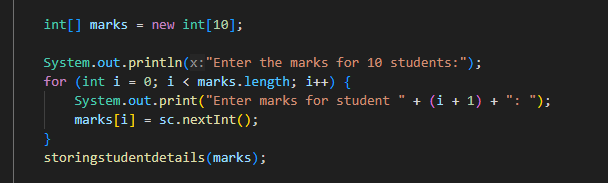 int[] marks = new int[10];
System.out.println(x:"Enter the marks for 10 students:");
for (int i = 0; i < marks.length; i++) {
System.out.print("Enter marks for student " + (i + 1) + ": ");
marks[i] = sc.nextInt();
}
storingstudentdetails(marks);